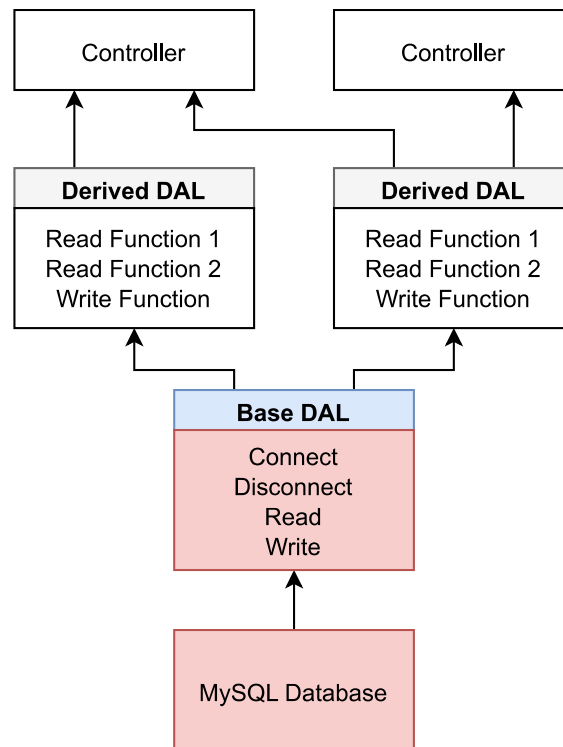 Controller
Controller
Derived DAL
Read Function 1
Read Function 2
Write Function
Derived DAL
Read Function 1
Read Function 2
Write Function
Base DAL
Connect
Disconnect
Read
Write
MySQL Database